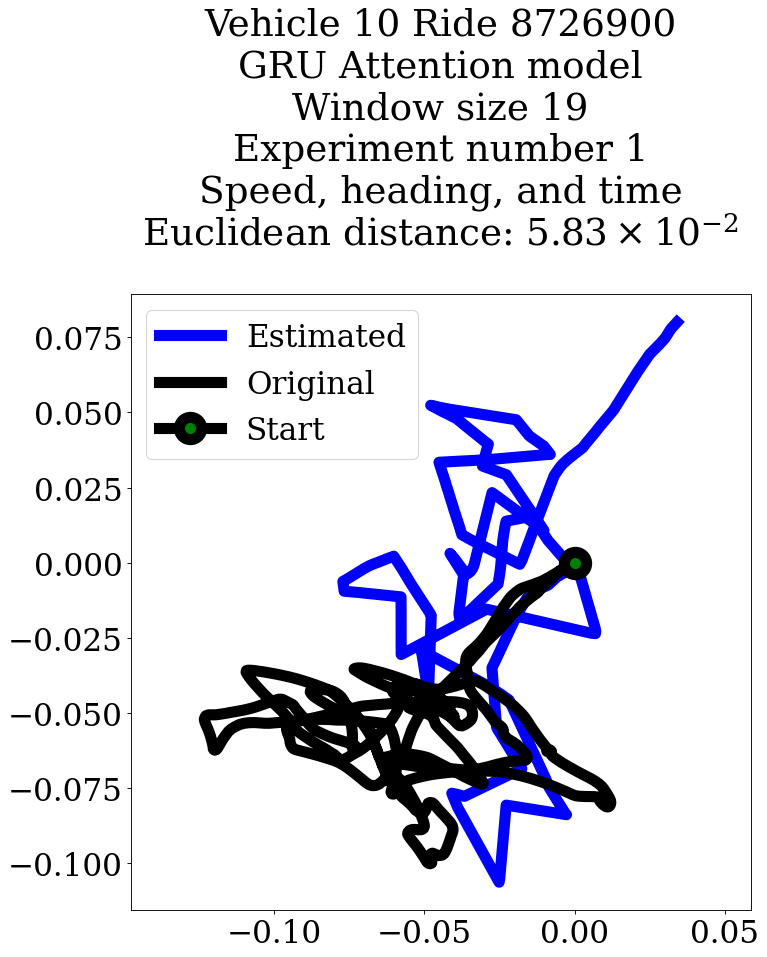 Vehicle 10 Ride 8726900
GRU Attention model
Window size 19
Experiment number 1
Speed, heading, and time
Euclidean distance: 5.83 × 10⁻²
Estimated
Original
Start
0.075
0.050
0.025
0.000
−0.025
−0.050
−0.075
−0.100
−0.10 −0.05 0.00 0.05